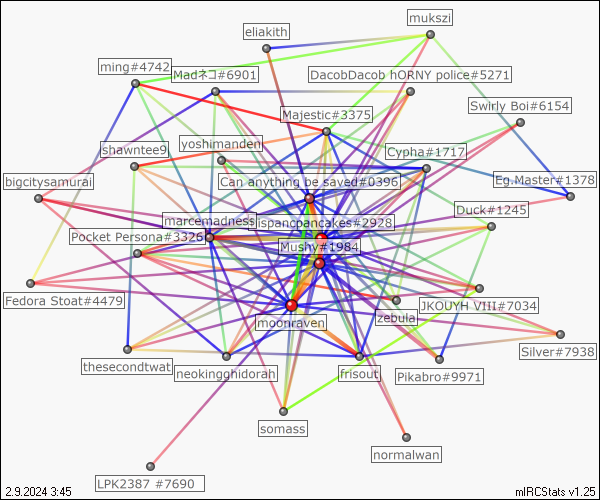 mukszi
eliakith
ming#4742
Madネコ#6901
DacobDacob hORNY police#5271
Swirly Boi#6154
Majestic#3375
yoshimanden
shawntee9
Cypha#1717
bigcitysamurai
Can anything be saved#0396
Eg.Master#1378
Duck#1245
marcemadness
ispancpancakes#2928
Pocket Persona#3326
Mushy#1984
Fedora Stoat#4479
JKOUYH VIII#7034
zebula
moonraven
Silver#7938
thesecondtwat
neokingghidorah
frisout
Pikabro#9971
somass
normalwan
LPK2387 #7690
2.9.2024 3:45
mIRCStats v1.25